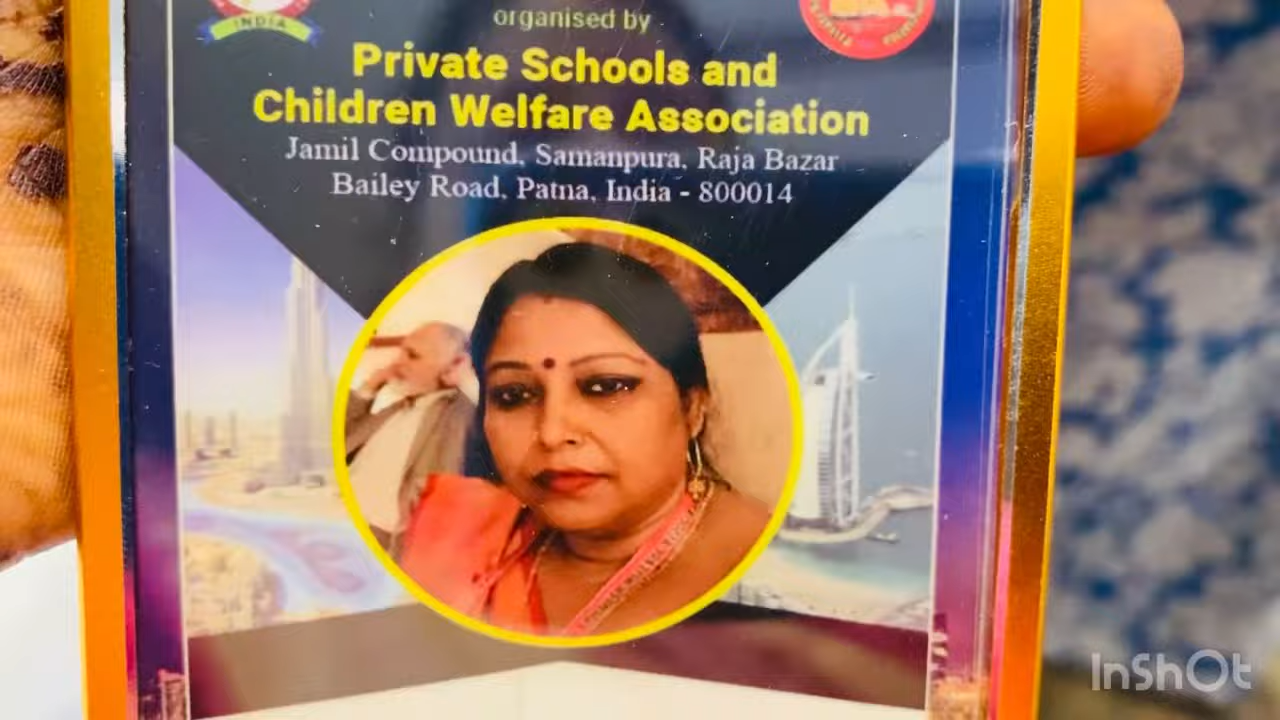 INDIA
organised by
Private Schools and
Children Welfare Association
Jamil Compound, Samanpura, Raja Bazar
Bailey Road, Patna, India - 800014
InShOt